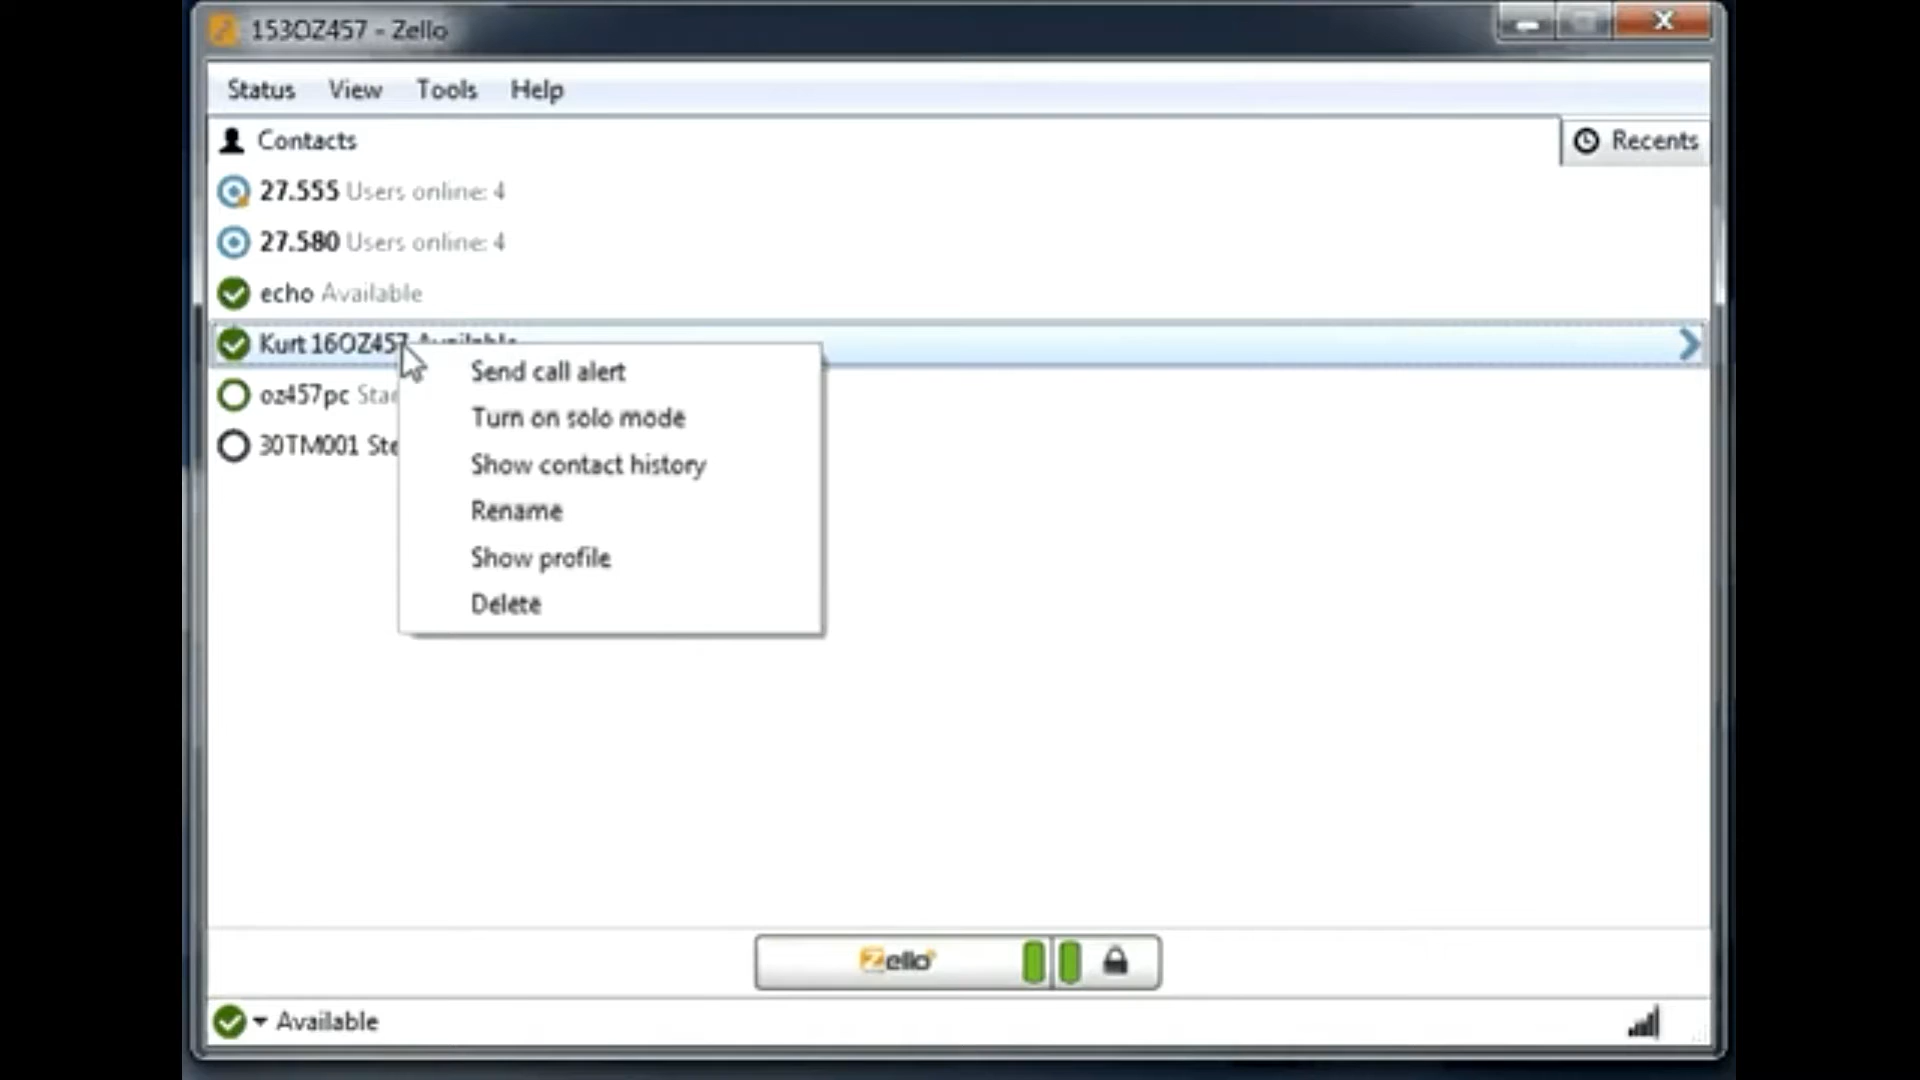 153OZ457 - Zello
Status View Tools Help
Contacts
Recents
27.555 Users online: 4
27.580 Users online: 4
echo Available
Kurt 16OZ457 Available
oz457pc
30TM001
Send call alert
Turn on solo mode
Show contact history
Rename
Show profile
Delete
Zello
Available